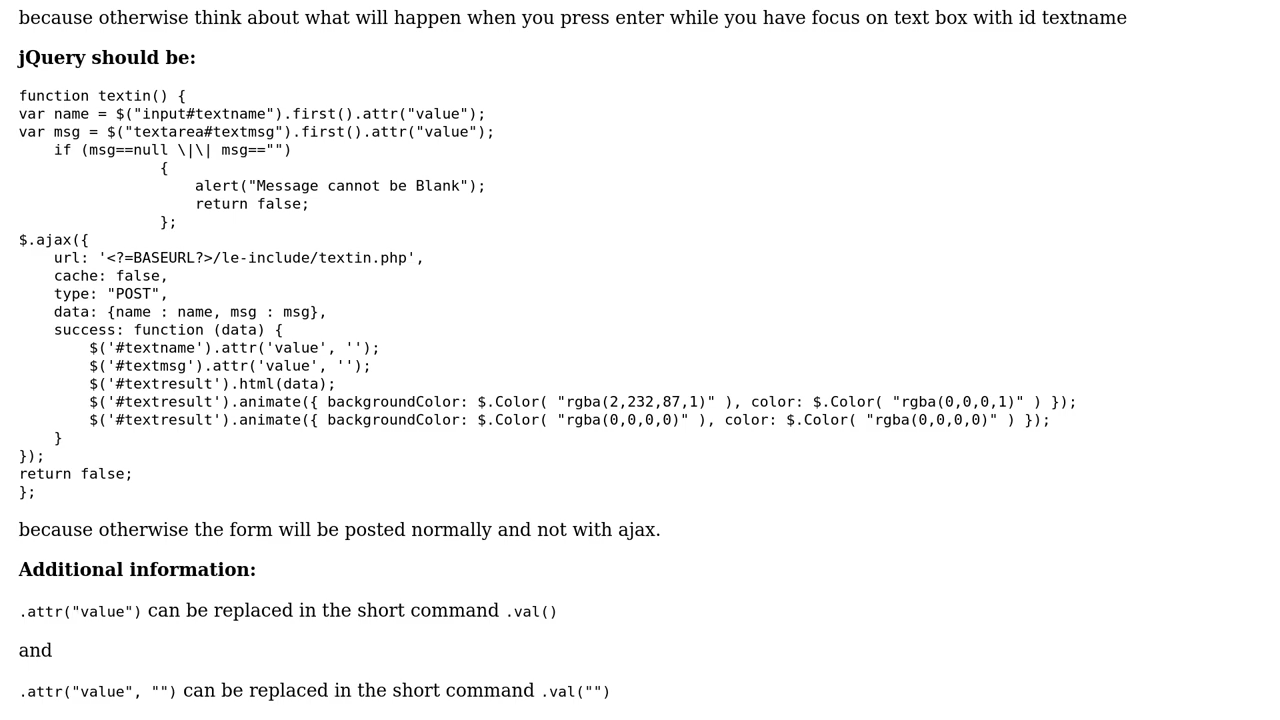 because otherwise think about what will happen when you press enter while you have focus on text box with id textname
jQuery should be:
function textin() {
var name = $("input#textname").first().attr("value");
var msg = $("textarea#textmsg").first().attr("value");
    if (msg==null \|\| msg=="")
                {
                    alert("Message cannot be Blank");
                    return false;
                };
$.ajax({
    url: '<?=BASEURL?>/le-include/textin.php',
    cache: false,
    type: "POST",
    data: {name : name, msg : msg},
    success: function (data) {
        $('#textname').attr('value', '');
        $('#textmsg').attr('value', '');
        $('#textresult').html(data);
        $('#textresult').animate({ backgroundColor: $.Color( "rgba(2,232,87,1)" ), color: $.Color( "rgba(0,0,0,1)" ) });
        $('#textresult').animate({ backgroundColor: $.Color( "rgba(0,0,0,0)" ), color: $.Color( "rgba(0,0,0,0)" ) });
    }
});
return false;
};
because otherwise the form will be posted normally and not with ajax.
Additional information:
.attr("value") can be replaced in the short command .val()
and
.attr("value", "") can be replaced in the short command .val("")